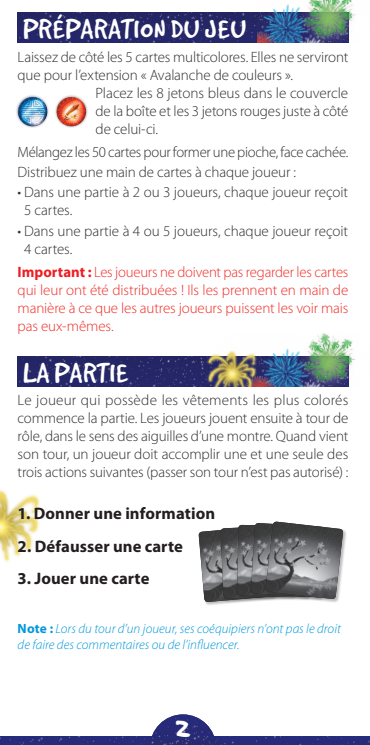 PRÉPARATION DU JEU
Laissez de côté les 5 cartes multicolores. Elles ne serviront
que pour l’extension « Avalanche de couleurs ».
Placez les 8 jetons bleus dans le couvercle
de la boîte et les 3 jetons rouges juste à côté
de celui-ci.
Mélangez les 50 cartes pour former une pioche, face cachée.
Distribuez une main de cartes à chaque joueur :
• Dans une partie à 2 ou 3 joueurs, chaque joueur reçoit
5 cartes.
• Dans une partie à 4 ou 5 joueurs, chaque joueur reçoit
4 cartes.
Important : Les joueurs ne doivent pas regarder les cartes
qui leur ont été distribuées ! Ils les prennent en main de
manière à ce que les autres joueurs puissent les voir mais
pas eux-mêmes.
LA PARTIE
Le joueur qui possède les vêtements les plus colorés
commence la partie. Les joueurs jouent ensuite à tour de
rôle, dans le sens des aiguilles d’une montre. Quand vient
son tour, un joueur doit accomplir une et une seule des
trois actions suivantes (passer son tour n’est pas autorisé) :
1. Donner une information
2. Défausser une carte
3. Jouer une carte
Note : Lors du tour d’un joueur, ses coéquipiers n’ont pas le droit
de faire des commentaires ou de l’influencer.
2